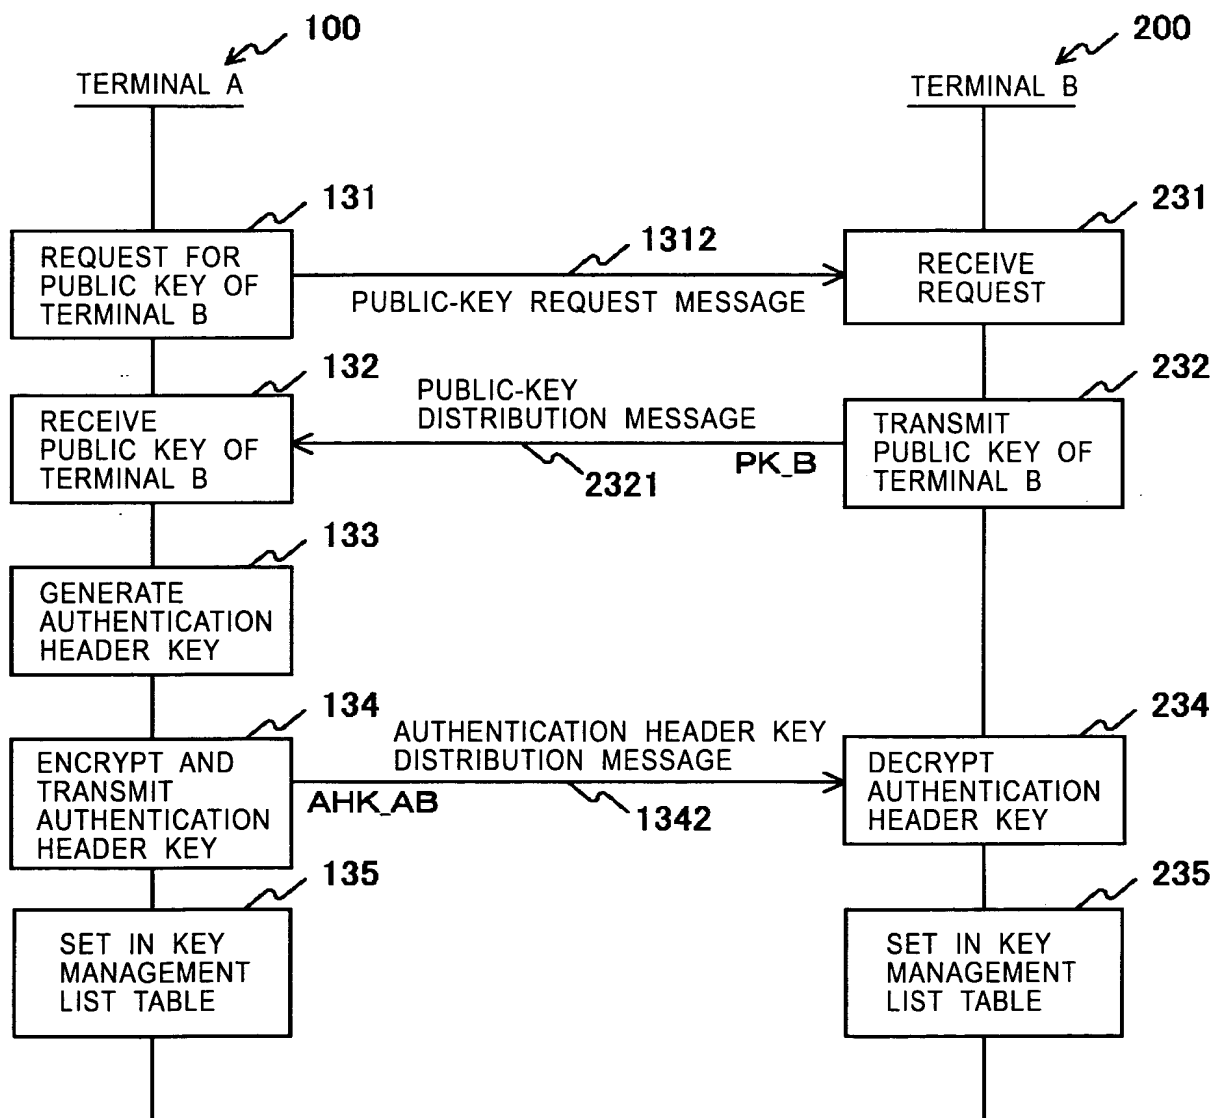 100
200
TERMINAL A
TERMINAL B
131
231
REQUEST FOR
PUBLIC KEY OF
TERMINAL B
1312
PUBLIC-KEY REQUEST MESSAGE
RECEIVE
REQUEST
132
232
RECEIVE
PUBLIC KEY OF
TERMINAL B
PUBLIC-KEY
DISTRIBUTION MESSAGE
2321
PK_B
TRANSMIT
PUBLIC KEY OF
TERMINAL B
133
GENERATE
AUTHENTICATION
HEADER KEY
134
234
ENCRYPT AND
TRANSMIT
AUTHENTICATION
HEADER KEY
AUTHENTICATION HEADER KEY
DISTRIBUTION MESSAGE
AHK_AB
1342
DECRYPT
AUTHENTICATION
HEADER KEY
135
235
SET IN KEY
MANAGEMENT
LIST TABLE
SET IN KEY
MANAGEMENT
LIST TABLE